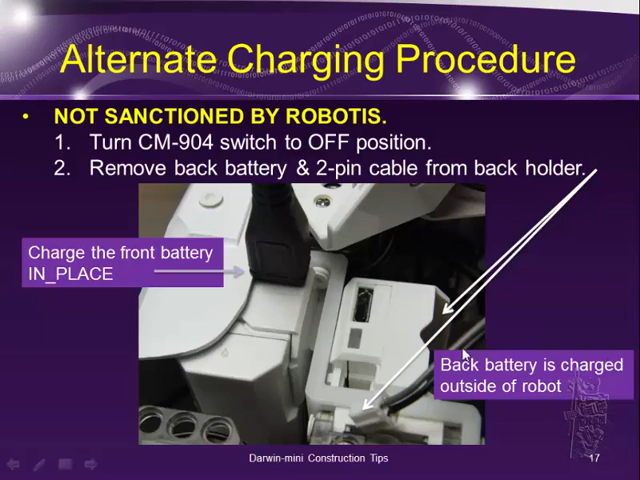 Alternate Charging Procedure
• NOT SANCTIONED BY ROBOTIS.
1. Turn CM-904 switch to OFF position.
2. Remove back battery & 2-pin cable from back holder.
Charge the front battery
IN_PLACE
Back battery is charged
outside of robot
Darwin-mini Construction Tips
17